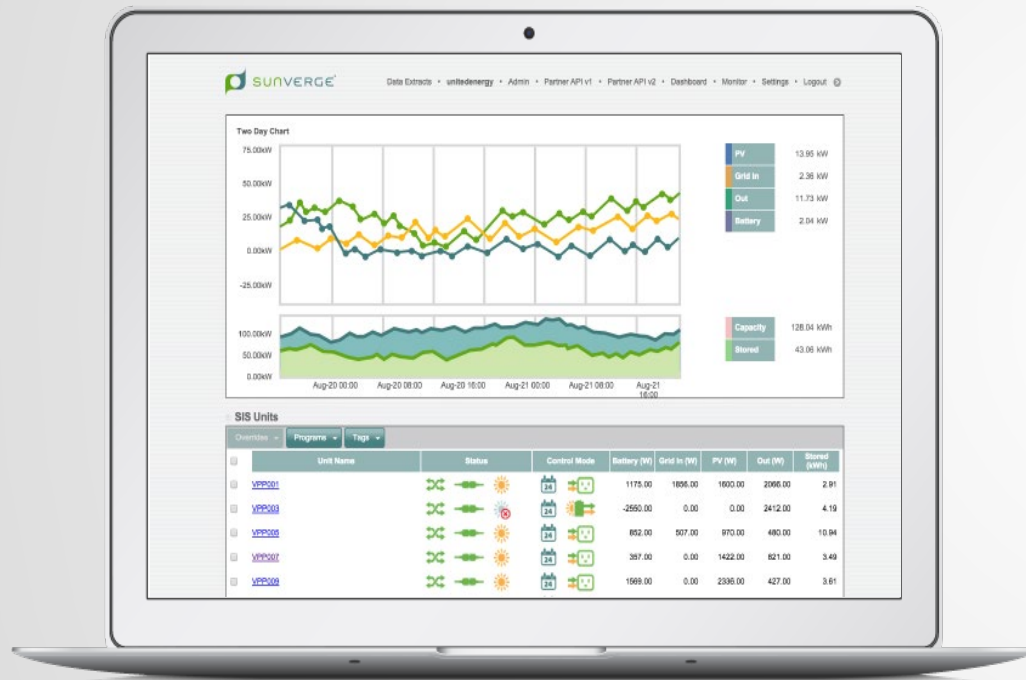 SUNVERGE
Data Extracts • unitedenergy • Admin • Partner API v1 • Partner API v2 • Dashboard • Monitor • Settings • Logout
Two Day Chart
75.00kW
50.00kW
25.00kW
0.00kW
-25.00kW
PV 13.95 kW
Grid In 2.36 kW
Out 11.73 kW
Battery 2.04 kW
100.00kW
50.00kW
0.00kW
Capacity 128.04 kWh
Stored 43.06 kWh
Aug-20 00:00 Aug-20 08:00 Aug-20 16:00 Aug-21 00:00 Aug-21 08:00 Aug-21
16:00
SIS Units
Overrides Programs Tags
Unit Name Status Control Mode Battery (W) Grid In (W) PV (W) Out (W) Stored
(kWh)
VPP001 24 1175.00 1856.00 1600.00 2066.00 2.91
VPP003 24 -2550.00 0.00 0.00 2412.00 4.19
24 852.00 507.00 970.00 480.00 10.94
VPP007 24 357.00 0.00 1422.00 821.00 3.49
VPP009 24 1569.00 0.00 2336.00 427.00 3.61